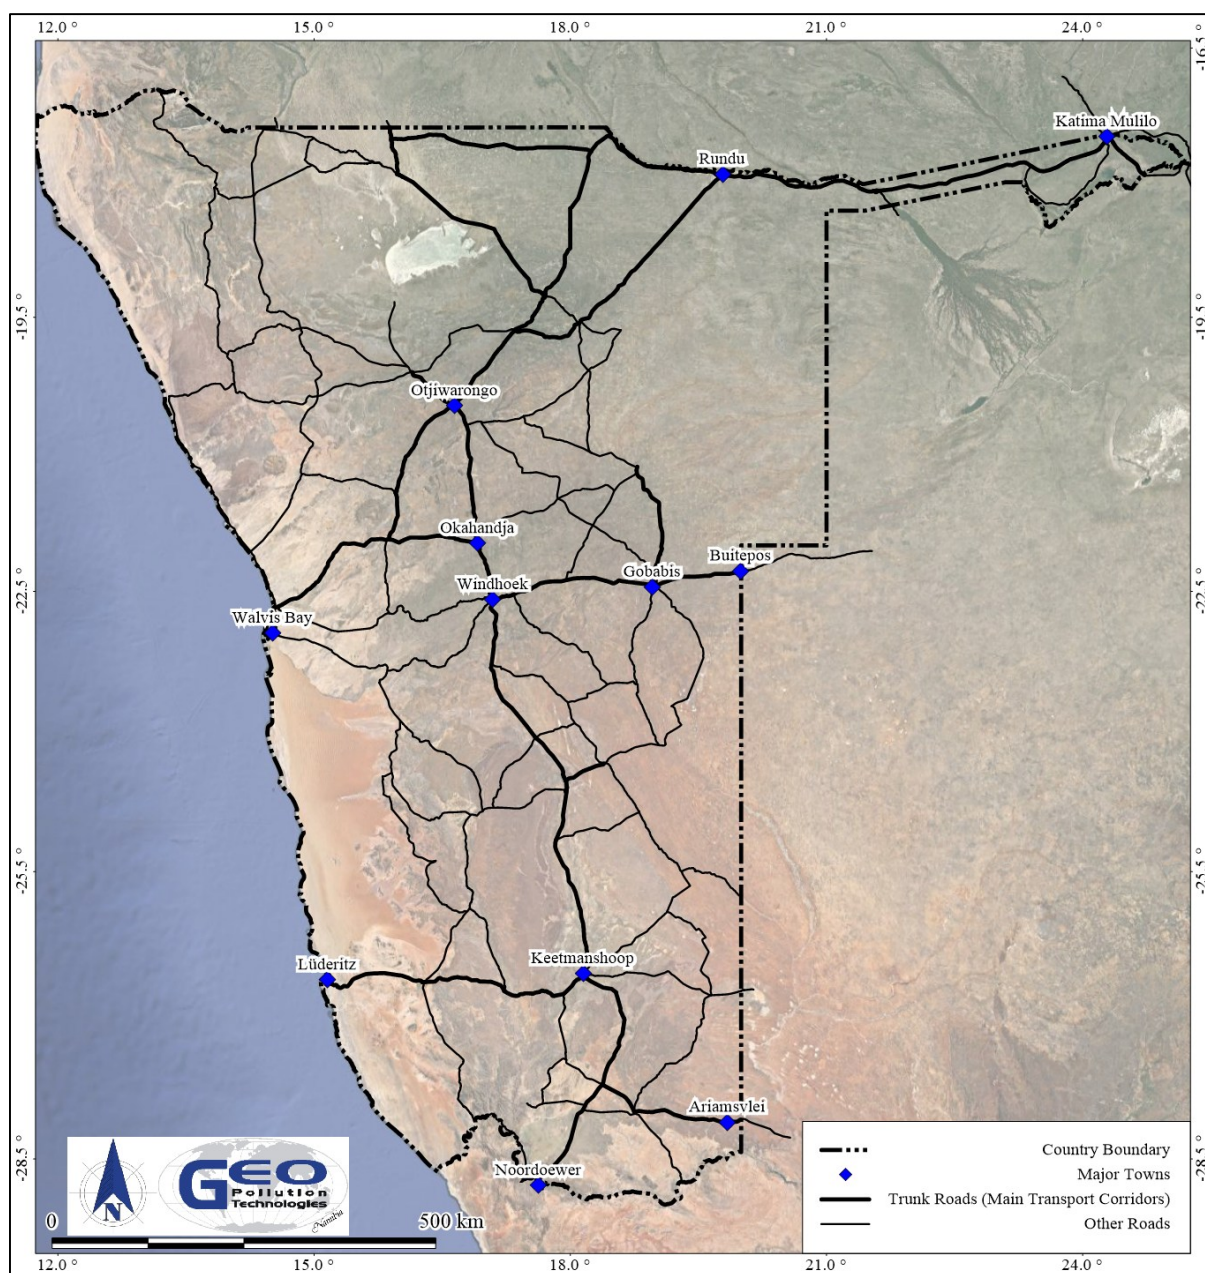 12.0 °
15.0 °
18.0 °
21.0 °
24.0 °
-16.5 °
Katima Mulilo
Rundu
-19.5 °
-19.5 °
Otjiwarongo
Okahandja
Buitepos
Gobabis
Windhoek
-22.5 °
-22.5 °
Walvis Bay
-25.5 °
-25.5 °
Keetmanshoop
Lüderitz
Ariamsvlei
Noordoewer
-28.5 °
-28.5 °
Country Boundary
Major Towns
Trunk Roads (Main Transport Corridors)
Other Roads
N
GEO
Pollution
Technologies
Namibia
0
500 km
12.0 °
15.0 °
18.0 °
21.0 °
24.0 °